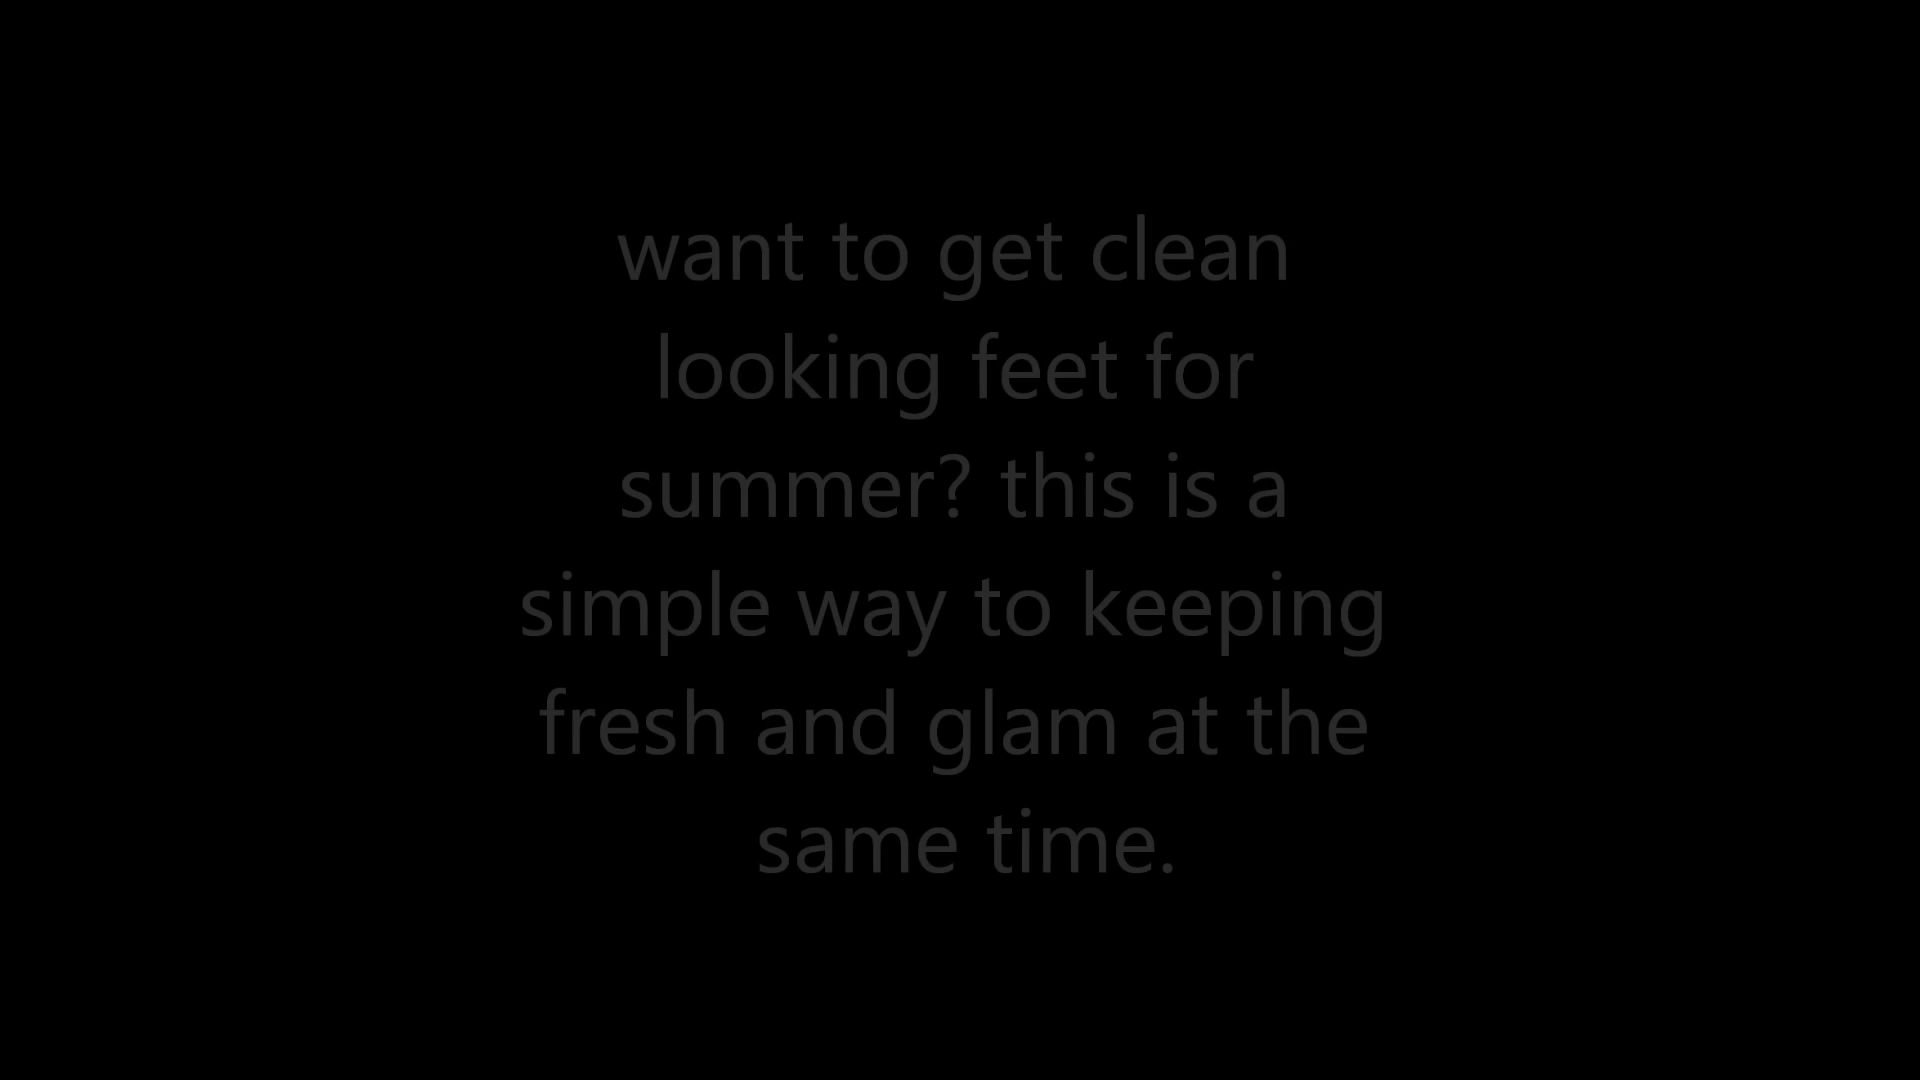 want to get clean
looking feet for
summer? this is a
simple way to keeping
fresh and glam at the
same time.